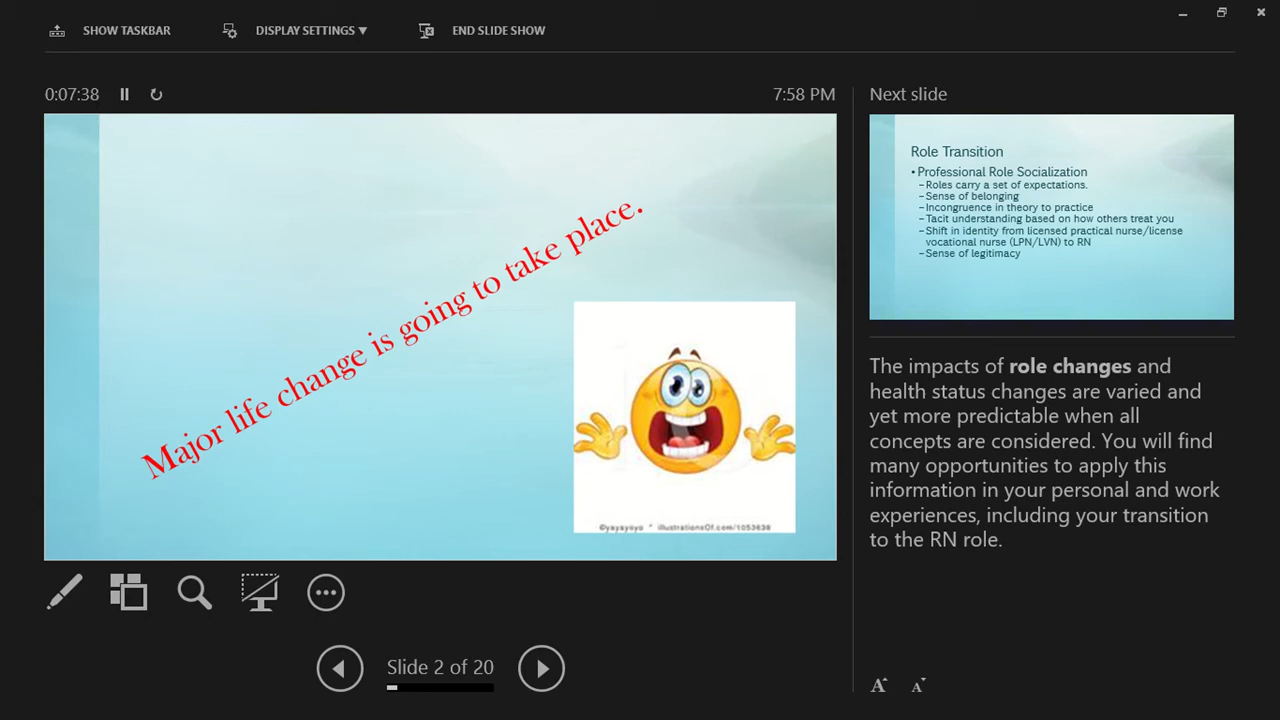 SHOW TASKBAR
DISPLAY SETTINGS ▼
END SLIDE SHOW
0:07:38
7:58 PM
Major life change is going to take place.
©yayayoyo * illustrationsOf.com/1053638
Next slide
Role Transition
• Professional Role Socialization
–Roles carry a set of expectations.
–Sense of belonging
–Incongruence in theory to practice
–Tacit understanding based on how others treat you
–Shift in identity from licensed practical nurse/license
vocational nurse (LPN/LVN) to RN
–Sense of legitimacy
The impacts of role changes and
health status changes are varied and
yet more predictable when all
concepts are considered. You will find
many opportunities to apply this
information in your personal and work
experiences, including your transition
to the RN role.
Slide 2 of 20
A A